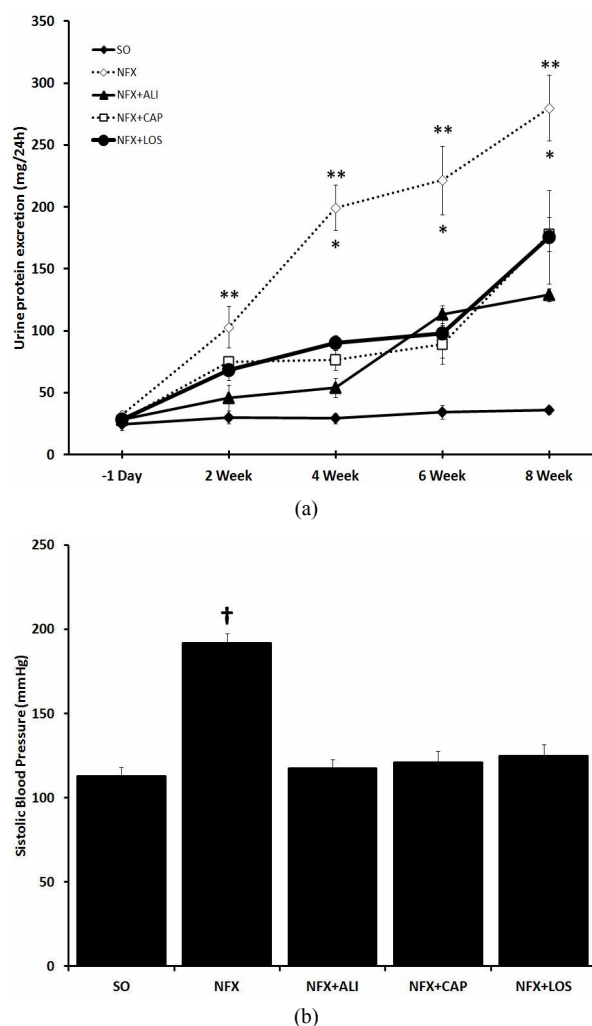 350
300
250
200
150
100
50
0
Urine protein excretion (mg/24h)
SO
NFX
NFX+ALI
NFX+CAP
NFX+LOS
**
**
*
**
*
**
*
-1 Day 2 Week 4 Week 6 Week 8 Week
(a)
250
200
150
100
50
0
Sistolic Blood Pressure (mmHg)
†
SO NFX NFX+ALI NFX+CAP NFX+LOS
(b)